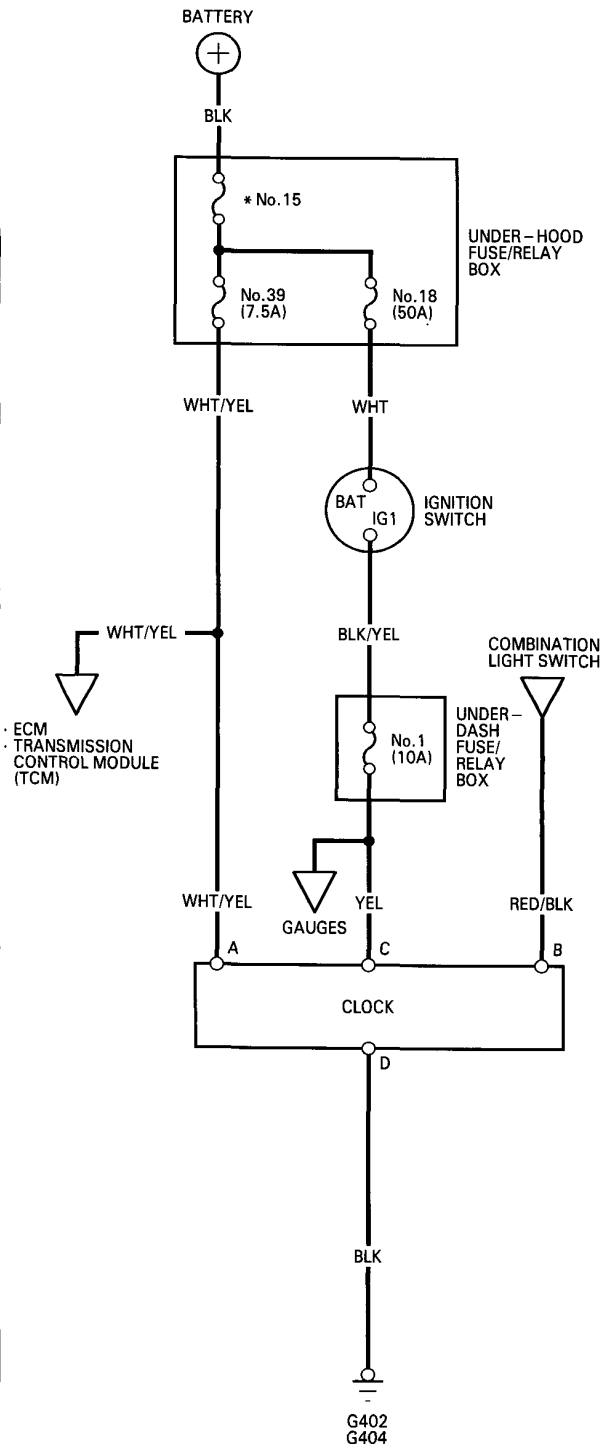 BATTERY
+
BLK
* No.15
UNDER–HOOD
FUSE/RELAY
BOX
No.39
(7.5A)
No.18
(50A)
WHT/YEL
WHT
BAT
IG1
IGNITION
SWITCH
WHT/YEL
BLK/YEL
COMBINATION
LIGHT SWITCH
· ECM
· TRANSMISSION
CONTROL MODULE
(TCM)
No.1
(10A)
UNDER–
DASH
FUSE/
RELAY
BOX
GAUGES
WHT/YEL
YEL
RED/BLK
A
C
B
CLOCK
D
BLK
G402
G404